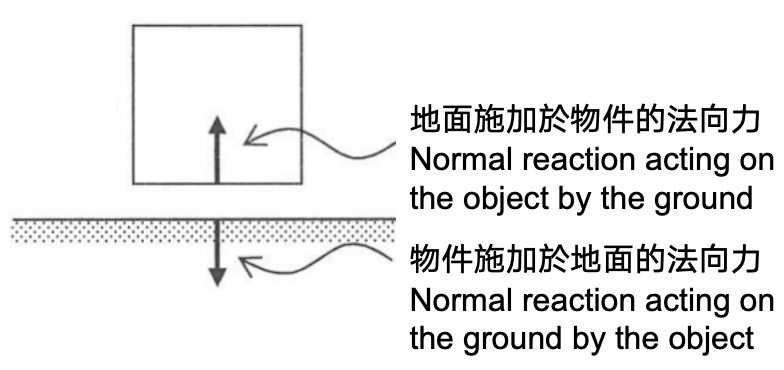 地面施加於物件的法向力
Normal reaction acting on
the object by the ground
物件施加於地面的法向力
Normal reaction acting on
the ground by the object